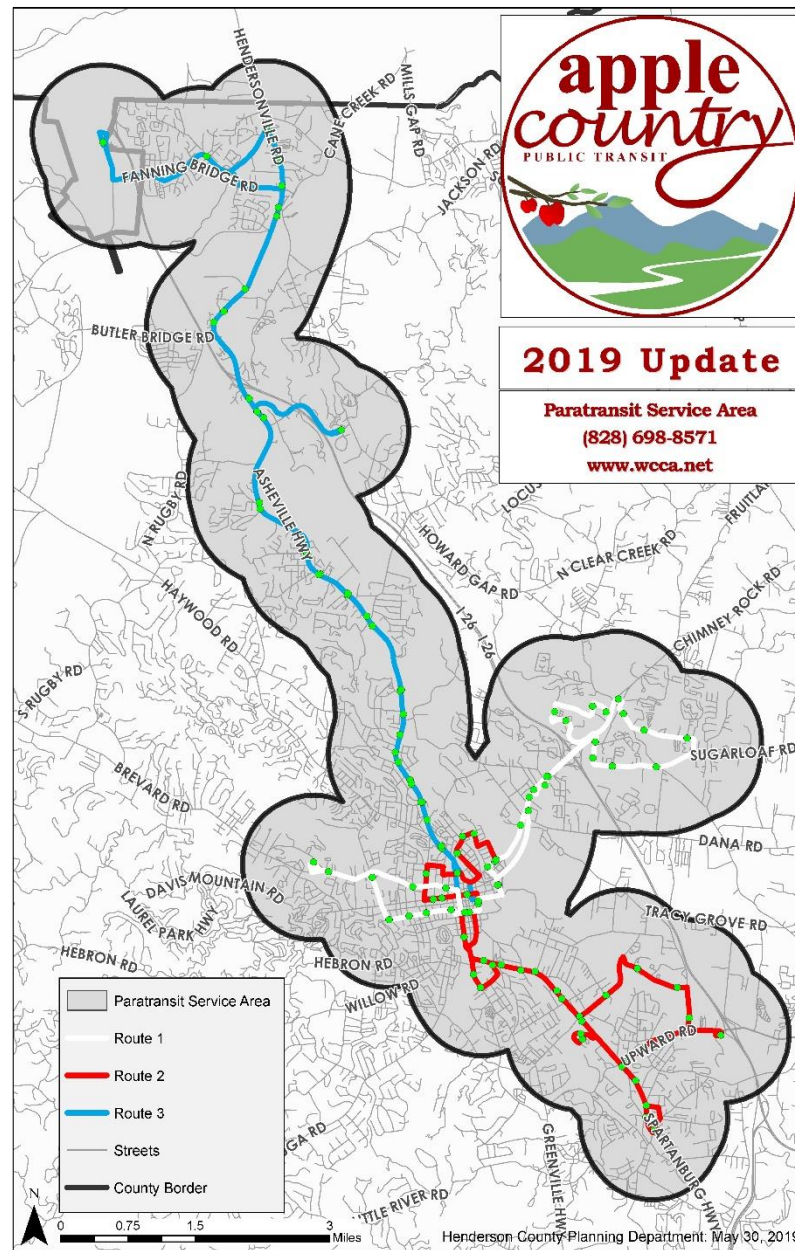 apple
country
PUBLIC TRANSIT
2019 Update
Paratransit Service Area
(828) 698-8571
www.wcca.net
HENDERSONVILLE RD
CANE CREEK RD
MILLS GAP RD
JACKSON RD
FANNING BRIDGE RD
BUTLER BRIDGE RD
N RUGBY RD
ASHEVILLE HWY
HAYWOOD RD
HOWARD GAP RD
N CLEAR CREEK RD
I-26
I-26
CHIMNEY ROCK RD
S RUGBY RD
BREVARD RD
SUGARLOAF RD
DANA RD
DAVIS MOUNTAIN RD
LAUREL PARK HWY
TRACY GROVE RD
HEBRON RD
HEBRON RD
WILLOW RD
UPWARD RD
SPARTANBURG HWY
GREENVILLE HWY
Paratransit Service Area
Route 1
Route 2
Route 3
Streets
County Border
N
0 0.75 1.5 3
Miles
Henderson County Planning Department: May 30, 2019